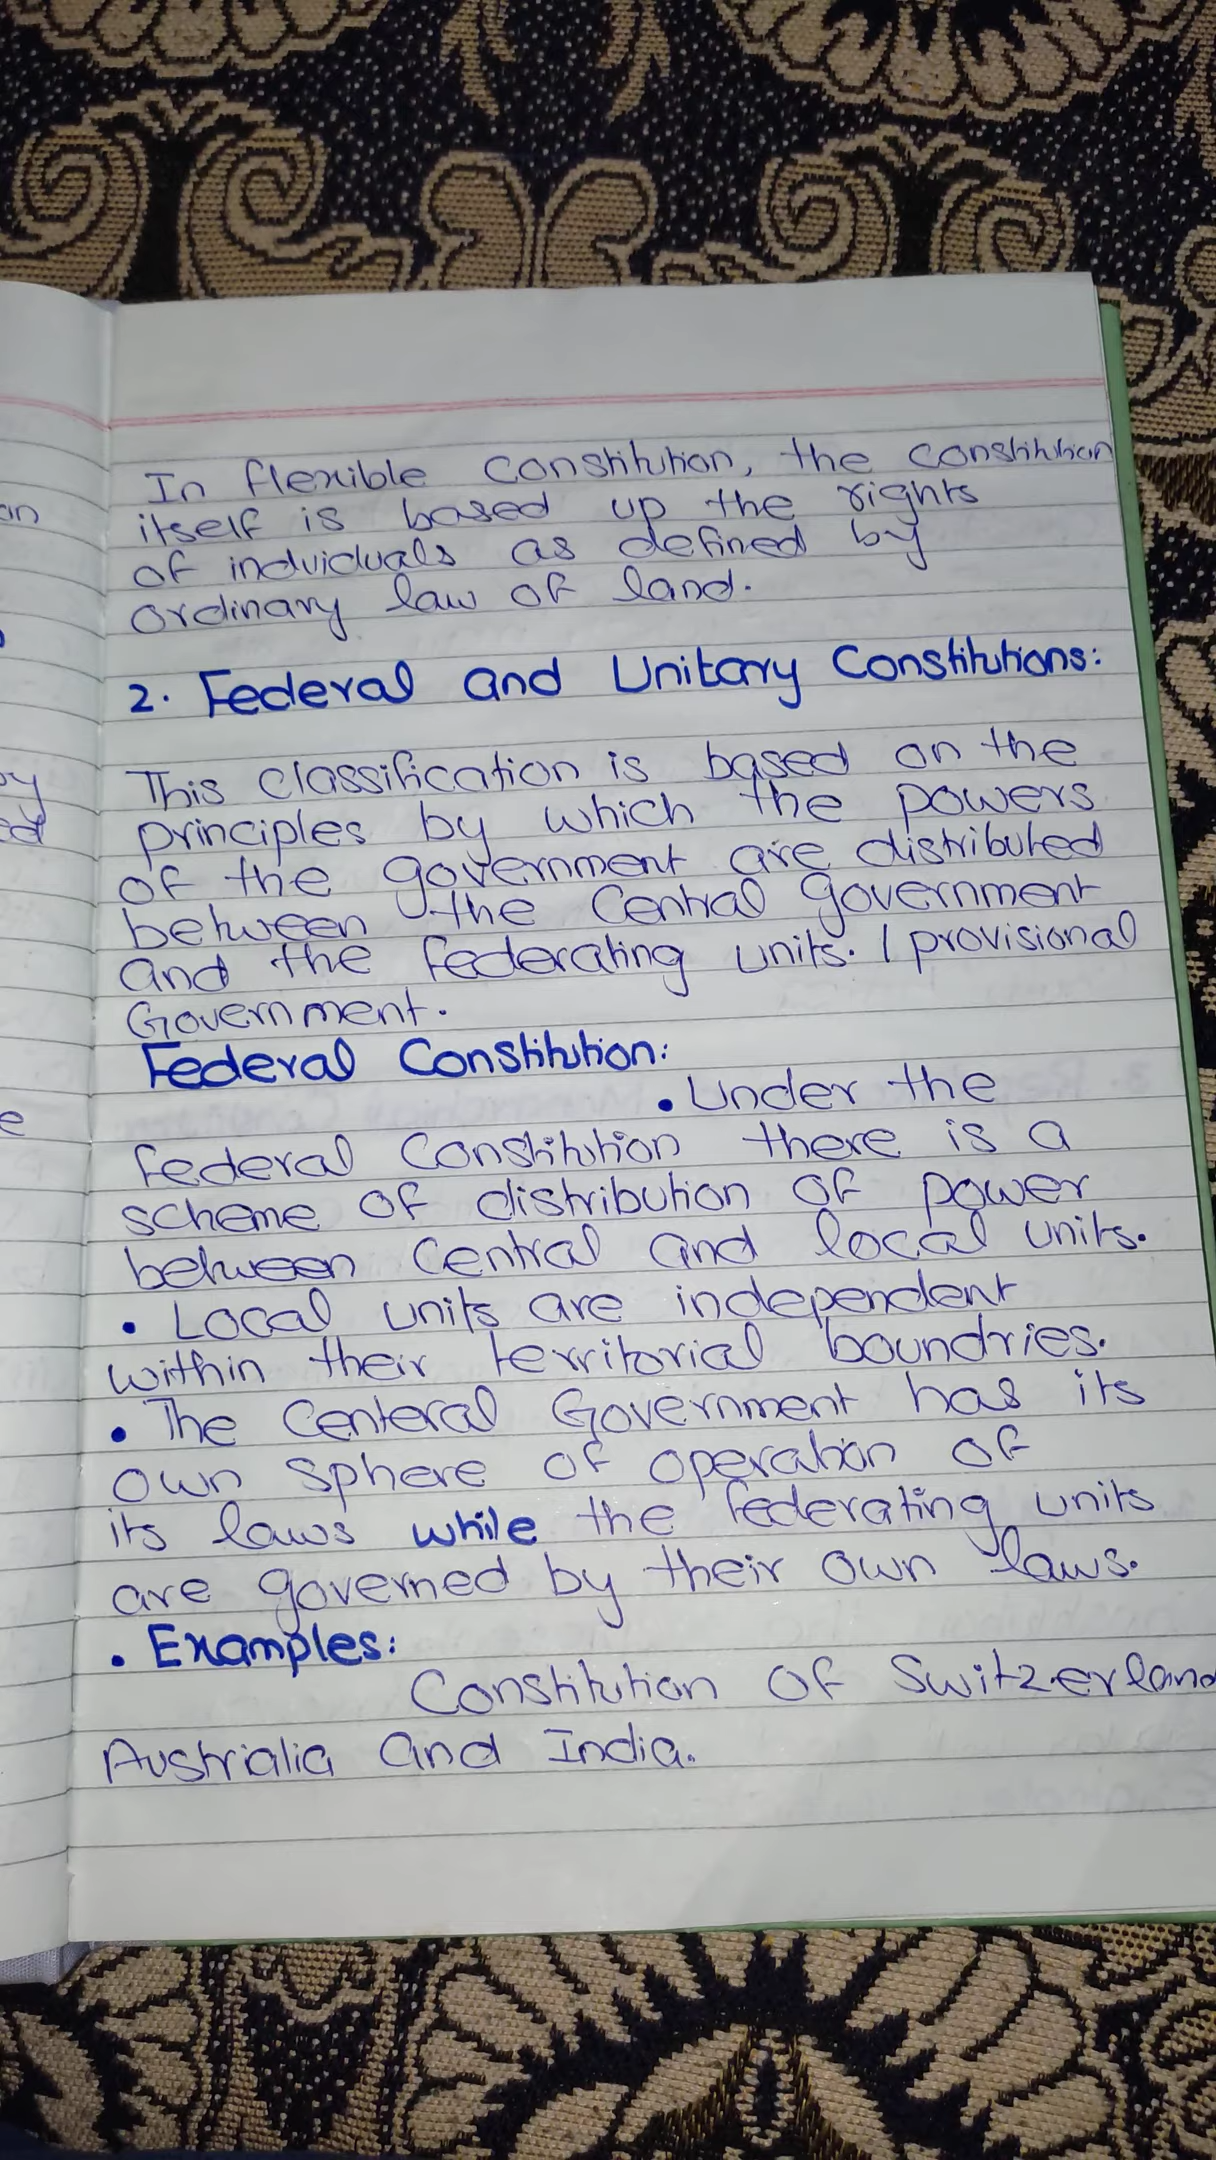 In flexible Constitution, the constitution
itself is based up the rights
of individuals as defined by
ordinary law of land.
2. Federal and Unitary Constitutions:
This classification is based on the
principles by which the powers
of the government are distributed
between the Central government
and the federating units. / provisional
Government.
Federal Constitution:
• Under the
federal Constitution there is a
scheme of distribution of power
between Central and local units.
• Local units are independent
within their territorial boundries.
• The Centeral Government has its
own sphere of operation of
its laws while the federating units
are governed by their own laws.
• Examples:
Constitution of Switzerland
Australia and India.